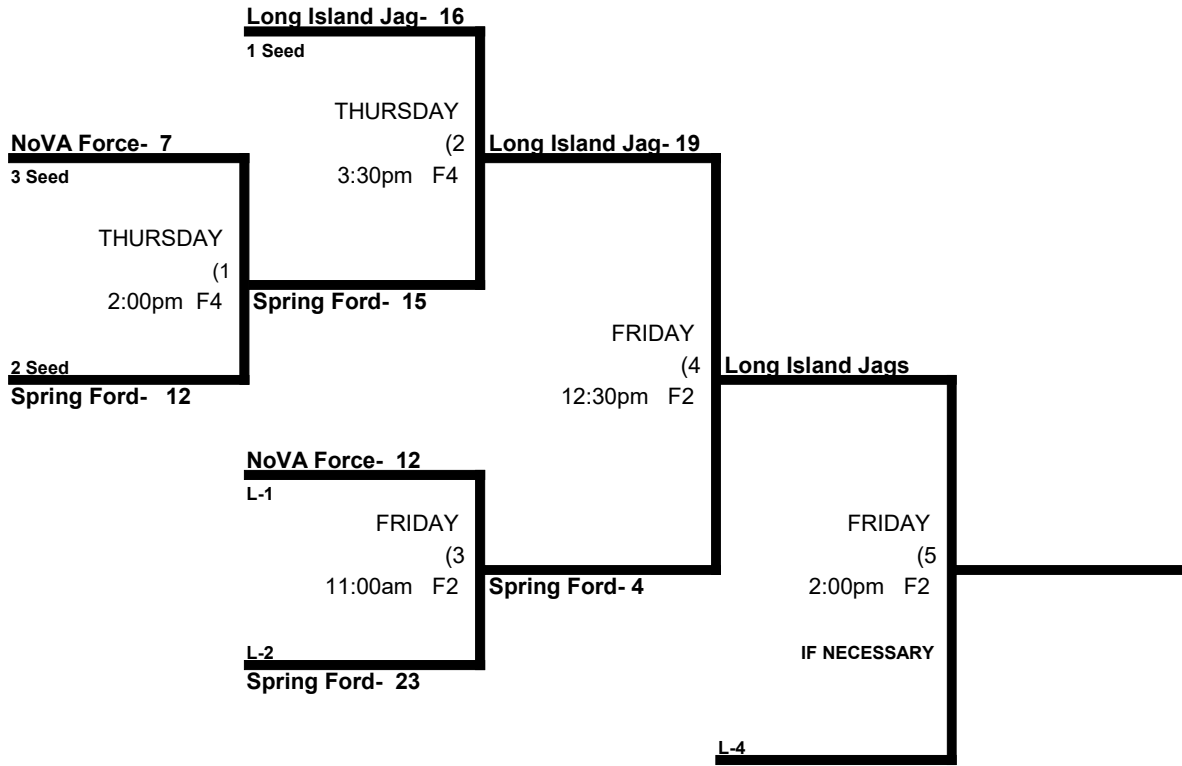 Long Island Jag- 16
1 Seed
THURSDAY
NoVA Force- 7
(2
Long Island Jag- 19
3 Seed
3:30pm F4
THURSDAY
(1
2:00pm F4
Spring Ford- 15
FRIDAY
2 Seed
(4
Long Island Jags
Spring Ford- 12
12:30pm F2
NoVA Force- 12
L-1
FRIDAY
FRIDAY
(3
(5
11:00am F2
Spring Ford- 4
2:00pm F2
L-2
IF NECESSARY
Spring Ford- 23
L-4